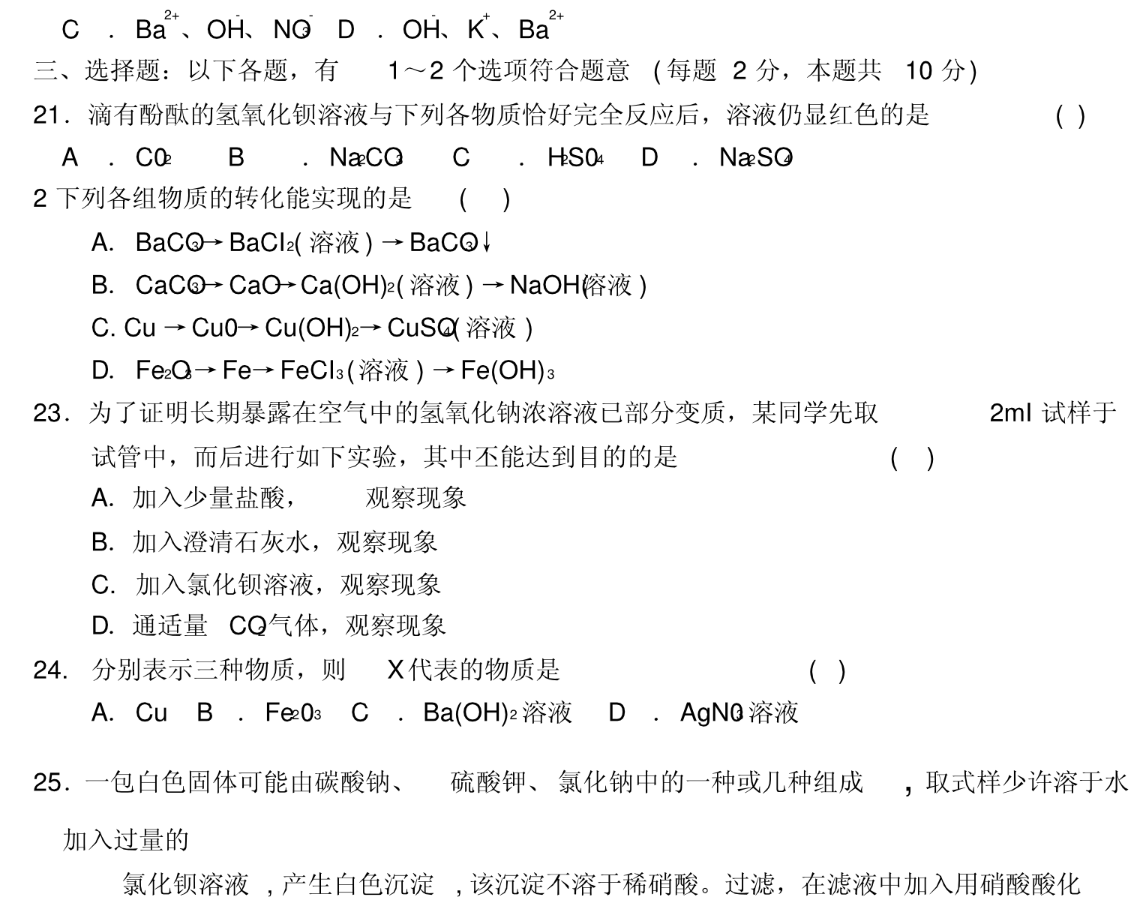 C ．Ba²⁺、OH⁻、NO₃⁻ D ．OH⁻、K⁺、Ba²⁺
三、选择题：以下各题，有 1～2 个选项符合题意 (每题 2 分，本题共 10 分)
21．滴有酚酞的氢氧化钡溶液与下列各物质恰好完全反应后，溶液仍显红色的是 ( )
A ．C0₂ B ．Na₂CO₃ C ．H₂S0₄ D ．Na₂SO₄
2 下列各组物质的转化能实现的是 ( )
A. BaCO₃→BaCl₂(溶液)→BaCO₃↓
B. CaCO₃→CaO→Ca(OH)₂(溶液)→NaOH(溶液)
C. Cu →Cu0→Cu(OH)₂→CuSO₄(溶液)
D. Fe₂O₃→Fe→FeCl₃(溶液)→Fe(OH)₃
23．为了证明长期暴露在空气中的氢氧化钠浓溶液已部分变质，某同学先取 2ml 试样于
试管中，而后进行如下实验，其中不能达到目的的是 ( )
A. 加入少量盐酸， 观察现象
B. 加入澄清石灰水，观察现象
C. 加入氯化钡溶液，观察现象
D. 通适量 CO₂气体，观察现象
24. 分别表示三种物质，则 X代表的物质是 ( )
A. Cu B ．Fe₂0₃ C ．Ba(OH)₂溶液 D ．AgN0₃溶液
25．一包白色固体可能由碳酸钠、 硫酸钾、氯化钠中的一种或几种组成 ，取式样少许溶于水
加入过量的
氯化钡溶液 ,产生白色沉淀 ,该沉淀不溶于稀硝酸。过滤，在滤液中加入用硝酸酸化